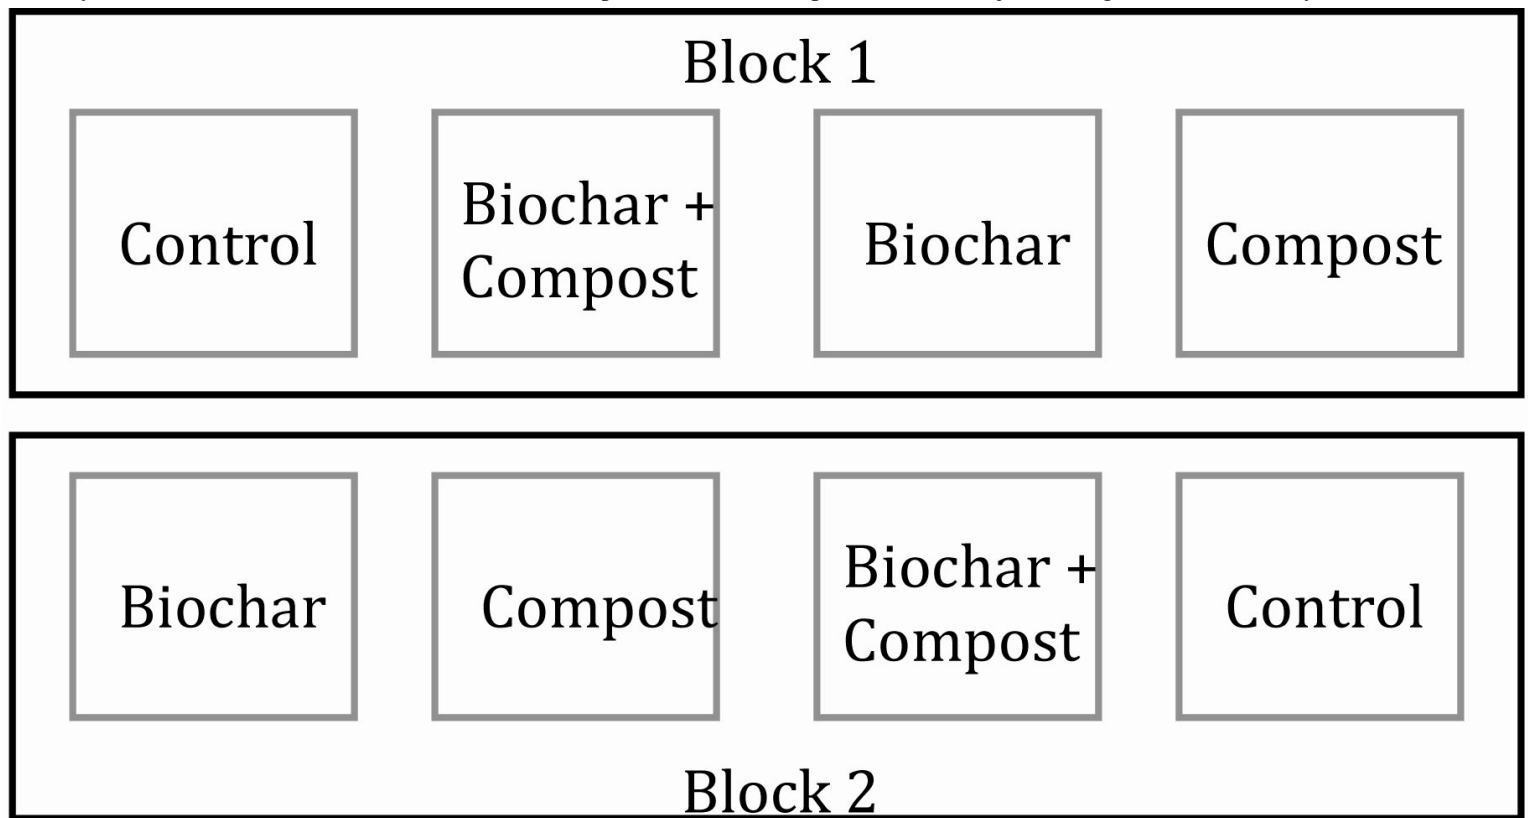 Block 1
Control
Biochar +
Compost
Biochar
Compost
Biochar
Compost
Biochar +
Compost
Control
Block 2